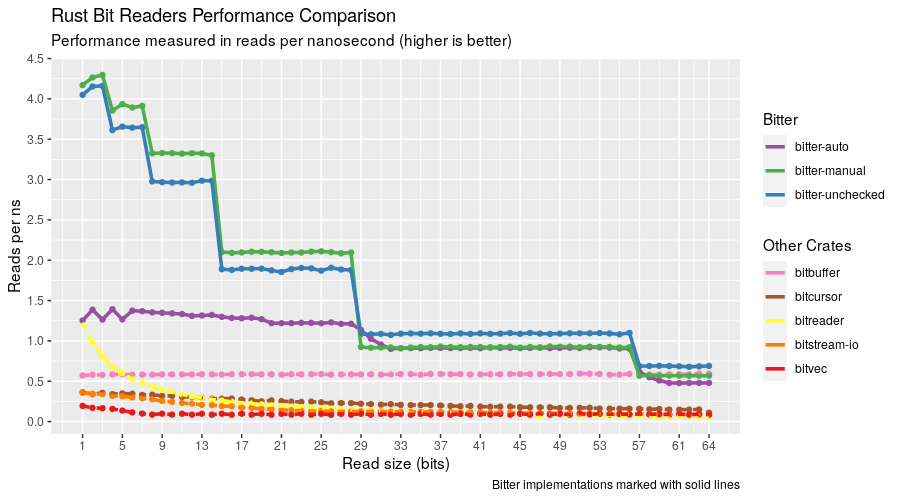 Rust Bit Readers Performance Comparison
Performance measured in reads per nanosecond (higher is better)
Reads per ns
4.5
4.0
3.5
3.0
2.5
2.0
1.5
1.0
0.5
0.0
1 5 9 13 17 21 25 29 33 37 41 45 49 53 57 61 64
Read size (bits)
Bitter
bitter-auto
bitter-manual
bitter-unchecked
Other Crates
bitbuffer
bitcursor
bitreader
bitstream-io
bitvec
Bitter implementations marked with solid lines